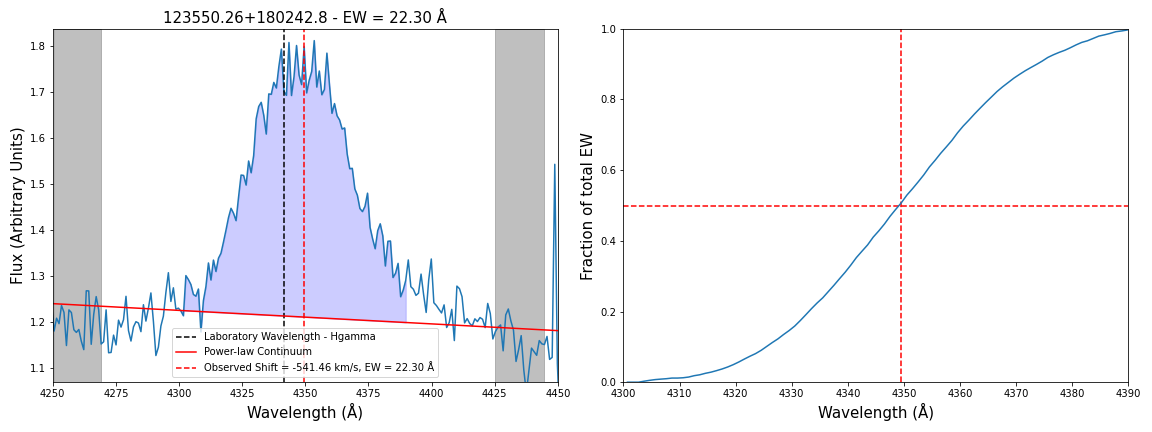 123550.26+180242.8 - EW = 22.30 Å
Flux (Arbitrary Units)
1.8
1.7
1.6
1.5
1.4
1.3
1.2
1.1
Laboratory Wavelength - Hgamma
Power-law Continuum
Observed Shift = -541.46 km/s, EW = 22.30 Å
4250 4275 4300 4325 4350 4375 4400 4425 4450
Wavelength (Å)
Fraction of total EW
1.0
0.8
0.6
0.4
0.2
0.0
4300 4310 4320 4330 4340 4350 4360 4370 4380 4390
Wavelength (Å)